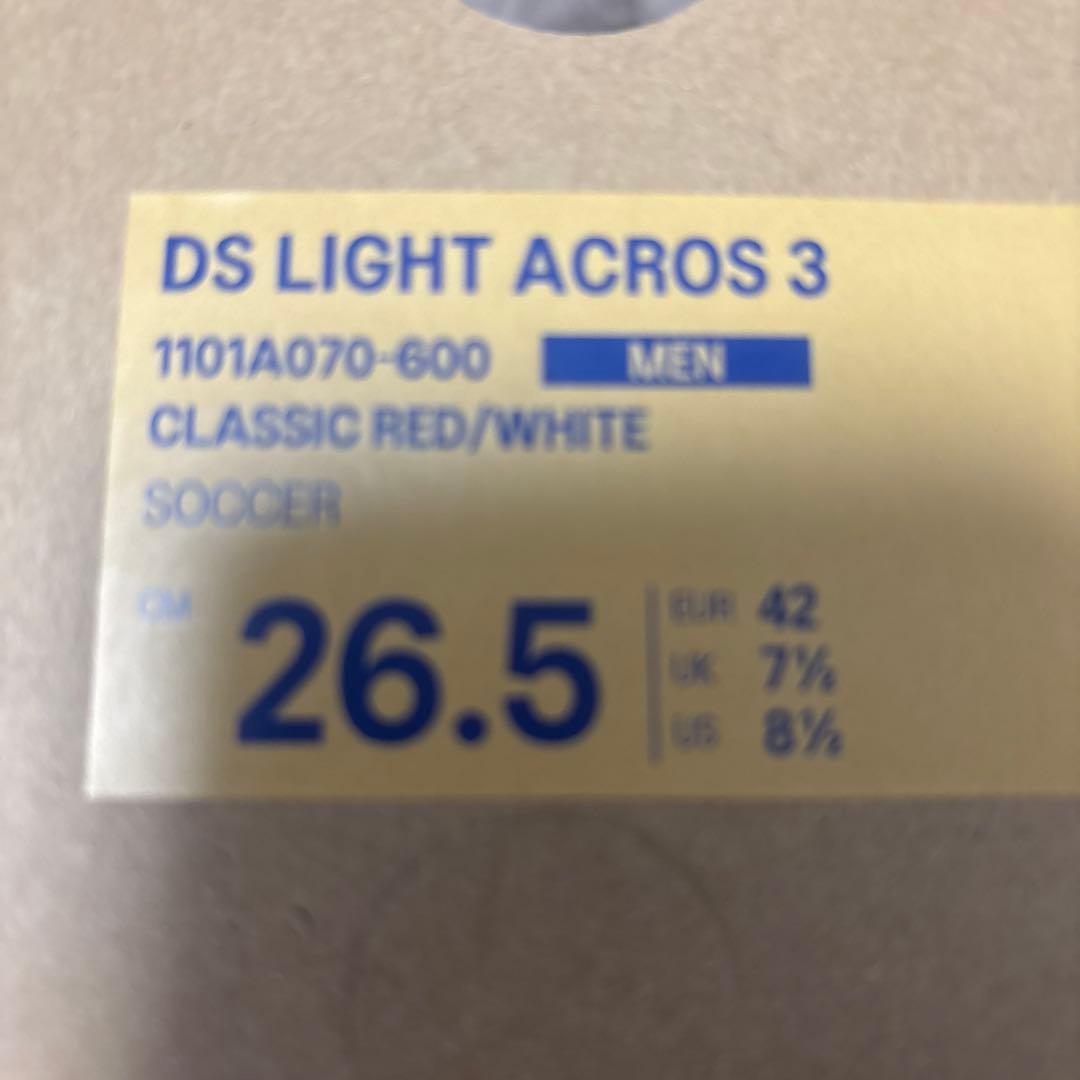 DS LIGHT ACROS 3
1101A070-600 MEN
CLASSIC RED/WHITE
SOCCER
CM 26.5
EUR 42
UK 7½
US 8½